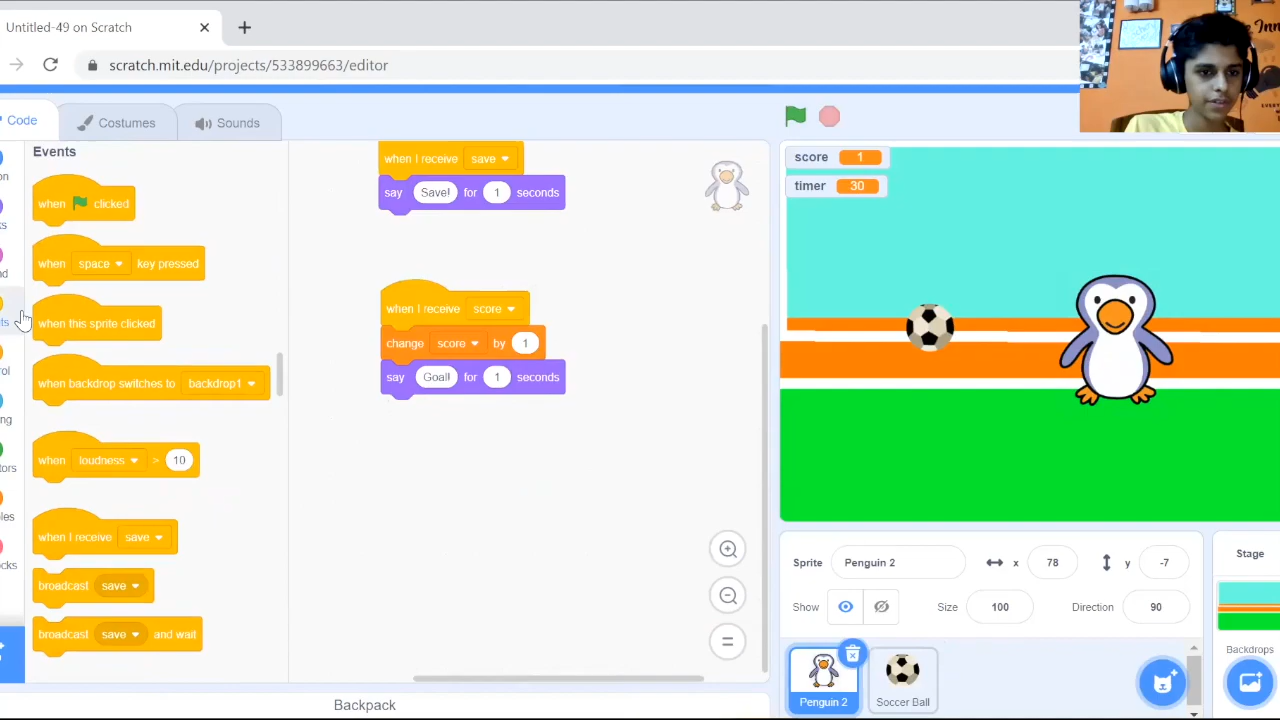 Untitled-49 on Scratch
scratch.mit.edu/projects/533899663/editor
Code
Costumes
Sounds
Events
when clicked
when space key pressed
when this sprite clicked
when backdrop switches to backdrop1
when loudness > 10
when I receive save
broadcast save
broadcast save and wait
when I receive save
say Save! for 1 seconds
when I receive score
change score by 1
say Goal! for 1 seconds
Backpack
score 1
timer 30
Sprite Penguin 2 x 78 y -7
Show Size 100 Direction 90
Penguin 2
Soccer Ball
Stage
Backdrops